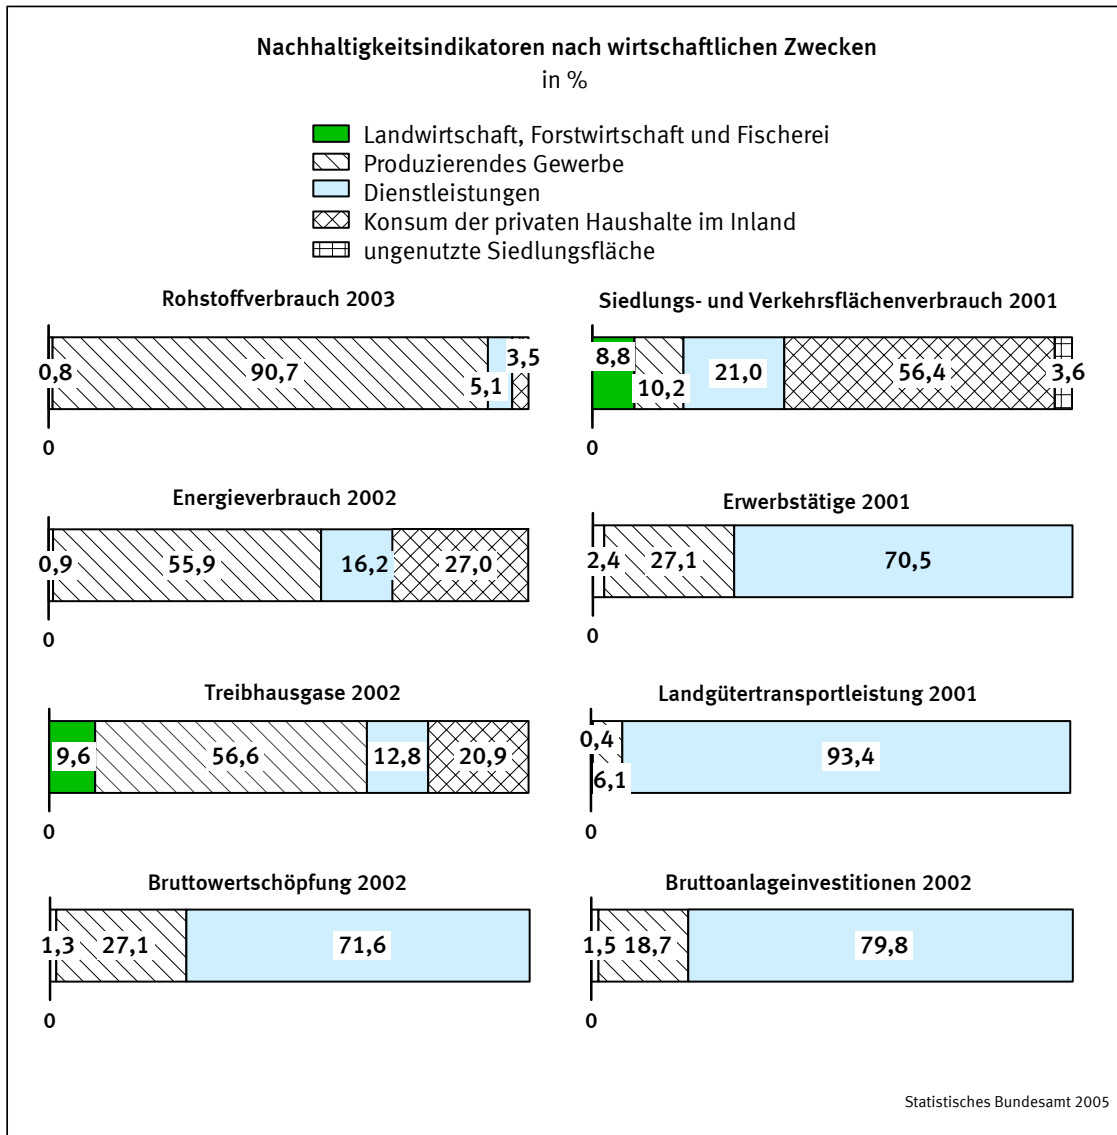 Nachhaltigkeitsindikatoren nach wirtschaftlichen Zwecken
in %
Landwirtschaft, Forstwirtschaft und Fischerei
Produzierendes Gewerbe
Dienstleistungen
Konsum der privaten Haushalte im Inland
ungenutzte Siedlungsfläche
Rohstoffverbrauch 2003
0,8 90,7 5,1 3,5
0
Siedlungs- und Verkehrsflächenverbrauch 2001
8,8 10,2 21,0 56,4 3,6
0
Energieverbrauch 2002
0,9 55,9 16,2 27,0
0
Erwerbstätige 2001
2,4 27,1 70,5
0
Treibhausgase 2002
9,6 56,6 12,8 20,9
0
Landgütertransportleistung 2001
0,4 6,1 93,4
0
Bruttowertschöpfung 2002
1,3 27,1 71,6
0
Bruttoanlageinvestitionen 2002
1,5 18,7 79,8
0
Statistisches Bundesamt 2005